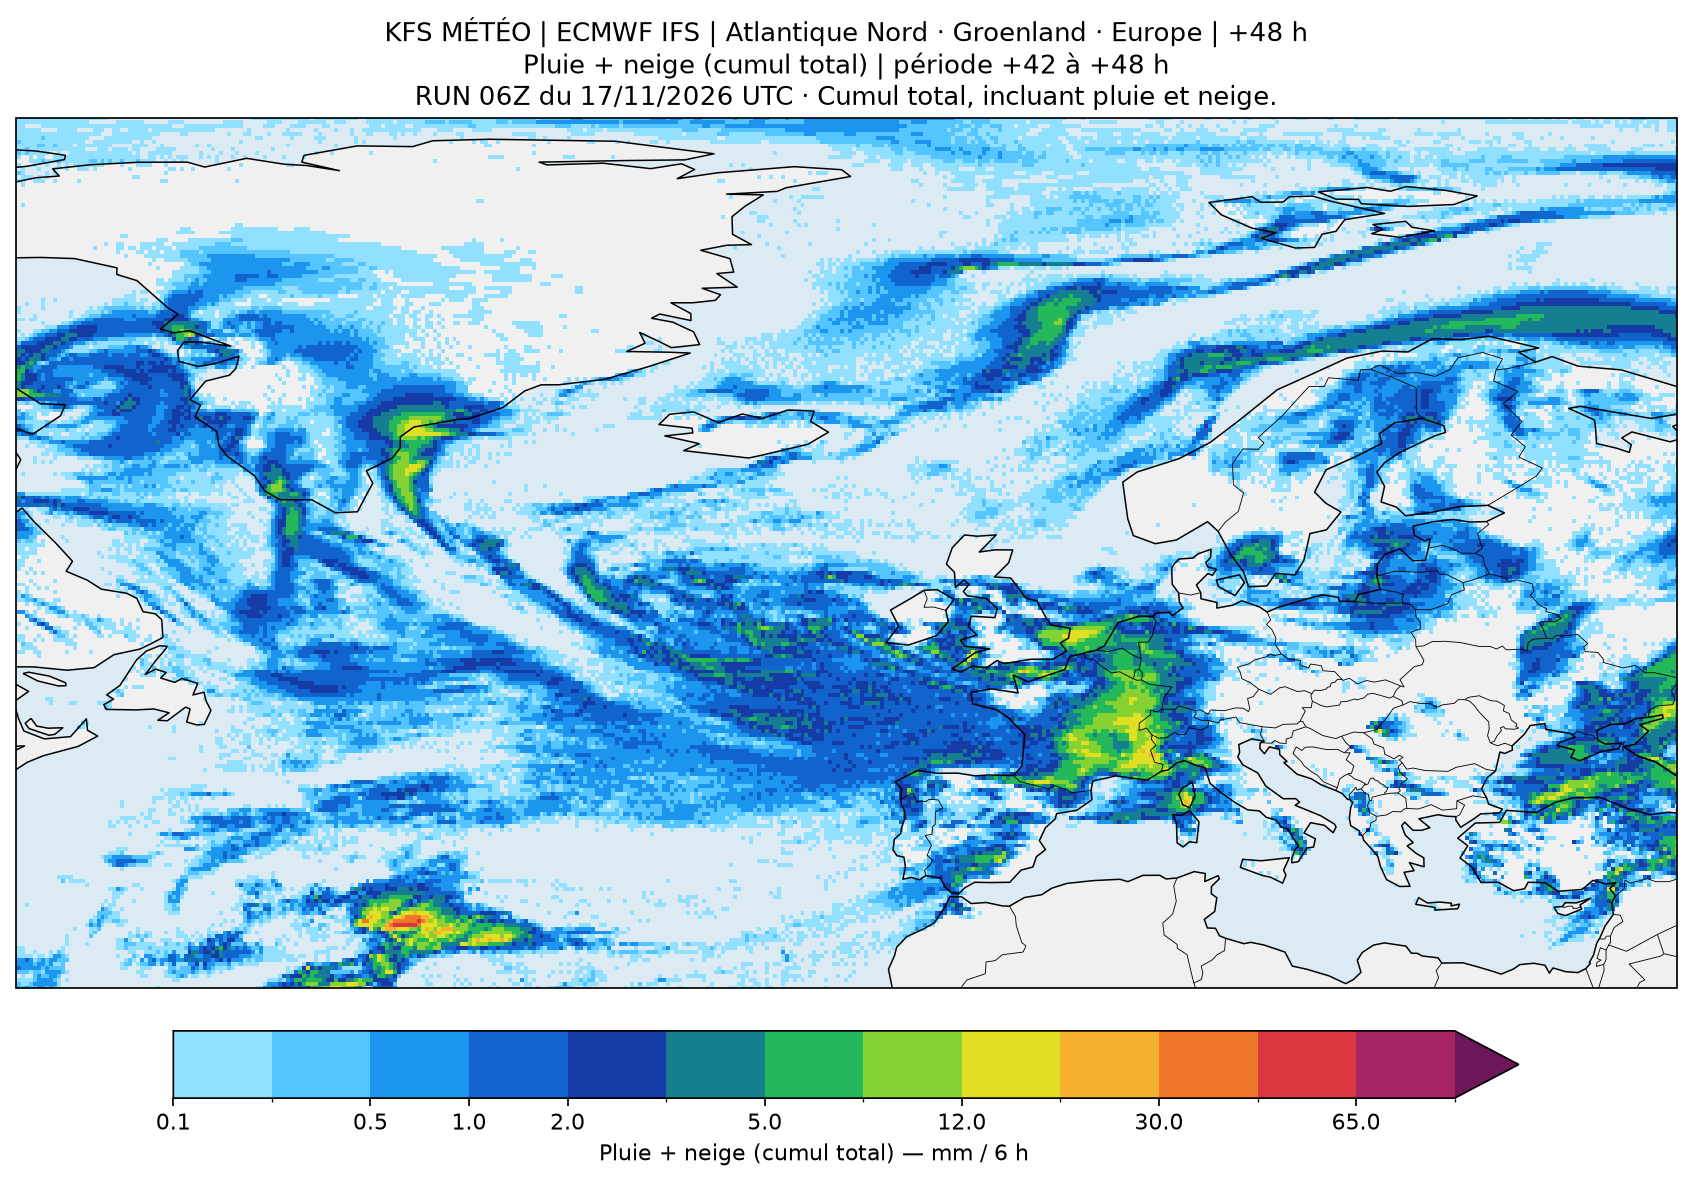 KFS MÉTÉO | ECMWF IFS | Atlantique Nord · Groenland · Europe | +48 h
Pluie + neige (cumul total) | période +42 à +48 h
RUN 06Z du 17/11/2026 UTC · Cumul total, incluant pluie et neige.
0.1 0.5 1.0 2.0 5.0 12.0 30.0 65.0
Pluie + neige (cumul total) — mm / 6 h